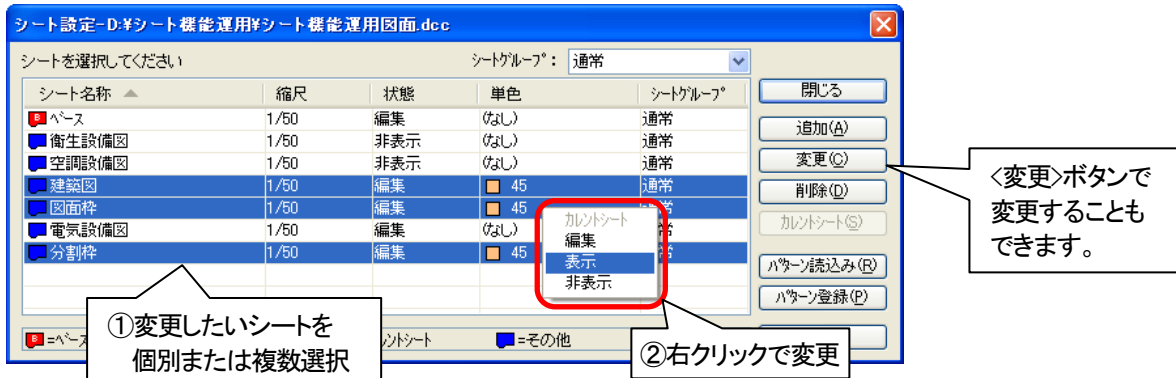 シート設定-D:¥シート機能運用¥シート機能運用図面.dcc
シートを選択してください
シートグループ： 通常
シート名称 縮尺 状態 単色 シートグループ
B ベース 1/50 編集 (なし) 通常
衛生設備図 1/50 非表示 (なし) 通常
空調設備図 1/50 非表示 (なし) 通常
建築図 1/50 編集 45 通常
図面枠 1/50 編集 45
電気設備図 1/50 編集 (なし)
分割枠 1/50 編集 45
カレントシート
編集
表示
非表示
閉じる
追加(A)
変更(C)
削除(D)
カレントシート(S)
パターン読込み(R)
パターン登録(P)
<変更>ボタンで
変更することも
できます。
①変更したいシートを
個別または複数選択
②右クリックで変更
B =ベース
=その他